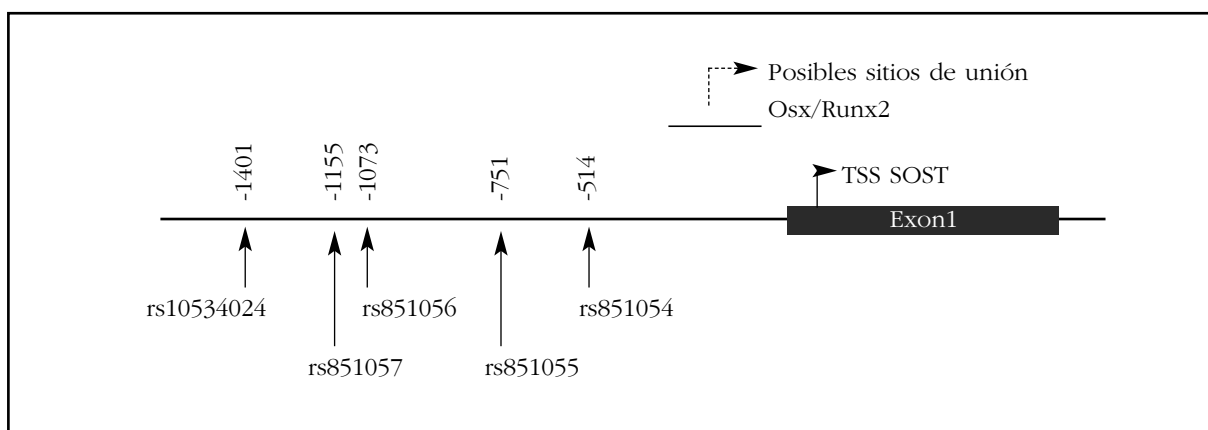 Posibles sitios de unión
Osx/Runx2
-1401
-1155
-1073
-751
-514
TSS SOST
Exon1
rs10534024
rs851056
rs851054
rs851057
rs851055